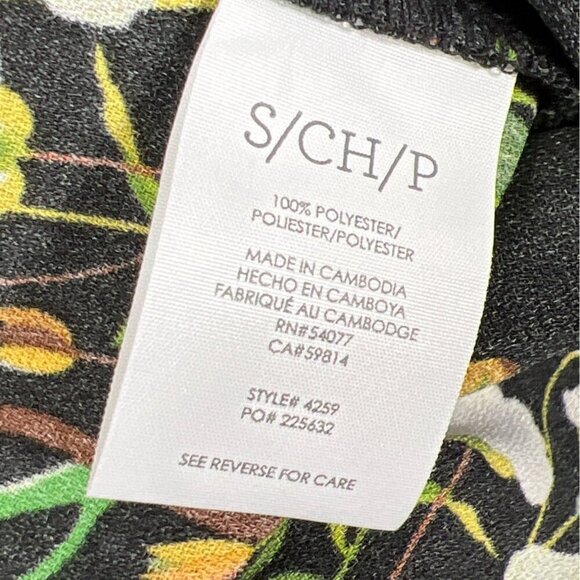 S/CH/P
100% POLYESTER/
POLIESTER/POLYESTER
MADE IN CAMBODIA
HECHO EN CAMBOYA
FABRIQUÉ AU CAMBODGE
RN#54077
CA#59814
STYLE# 4259
PO# 225632
SEE REVERSE FOR CARE